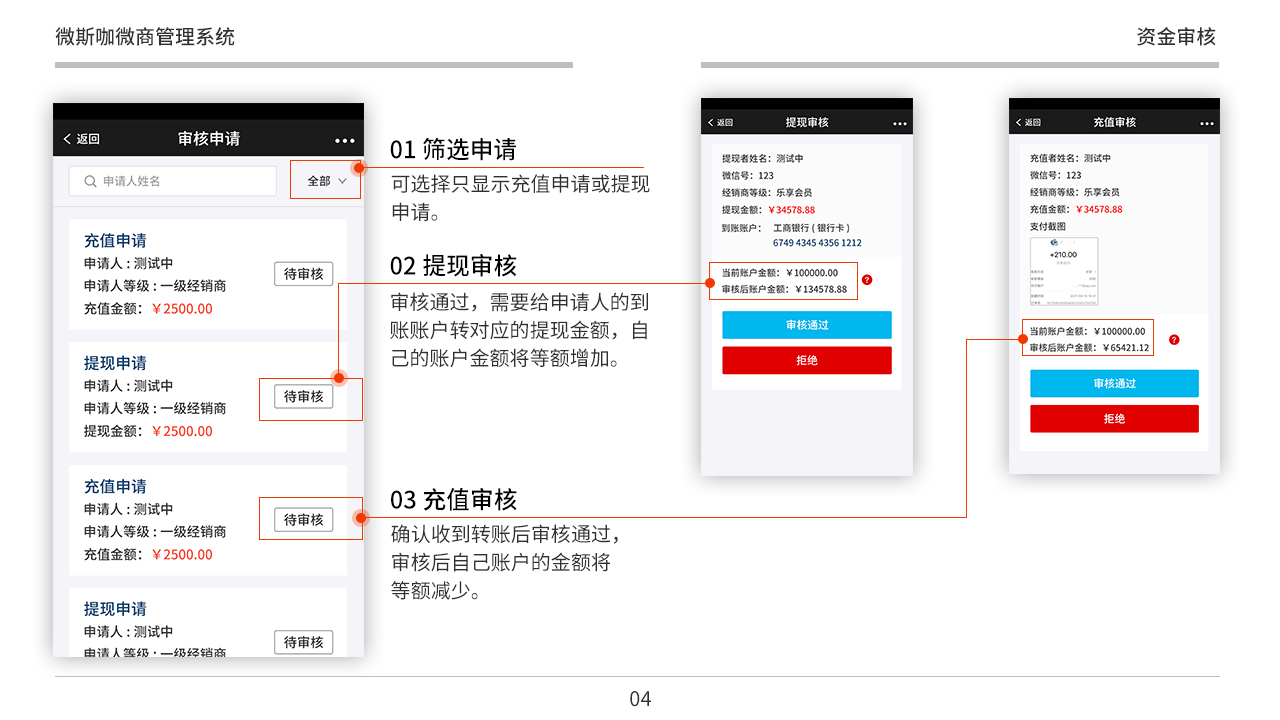 微斯咖微商管理系统
资金审核
返回
审核申请
申请人姓名
全部
充值申请
申请人 : 测试中
申请人等级 : 一级经销商
充值金额：￥2500.00
待审核
提现申请
申请人 : 测试中
申请人等级 : 一级经销商
提现金额：￥2500.00
待审核
充值申请
申请人 : 测试中
申请人等级 : 一级经销商
充值金额：￥2500.00
待审核
提现申请
申请人 : 测试中
申请人等级 : 一级经销商
待审核
01 筛选申请
可选择只显示充值申请或提现
申请。
02 提现审核
审核通过，需要给申请人的到
账账户转对应的提现金额，自
己的账户金额将等额增加。
03 充值审核
确认收到转账后审核通过，
审核后自己账户的金额将
等额减少。
返回
提现审核
提现者姓名：测试中
微信号：123
经销商等级：乐享会员
提现金额：￥34578.88
到账账户： 工商银行 ( 银行卡 )
6749 4345 4356 1212
当前账户金额：￥100000.00
审核后账户金额：￥134578.88
?
审核通过
拒绝
返回
充值审核
充值者姓名：测试中
微信号：123
经销商等级：乐享会员
充值金额：￥34578.88
支付截图
+210.00
当前账户金额：￥100000.00
审核后账户金额：￥65421.12
?
审核通过
拒绝
04